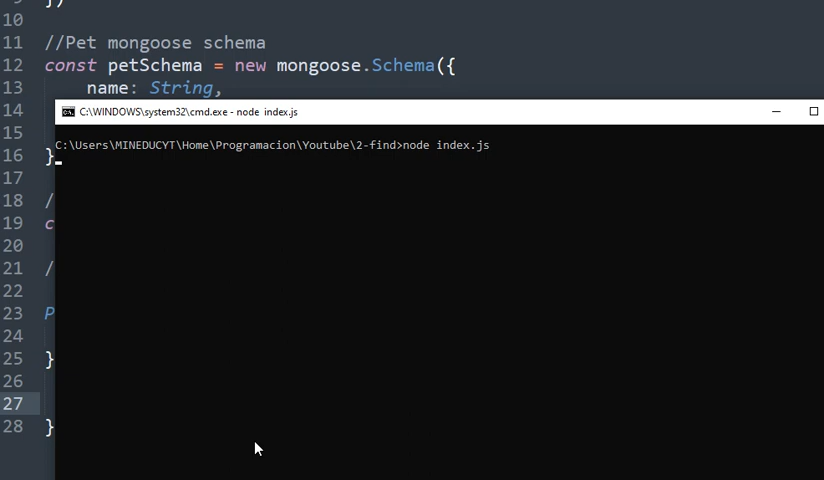 9 })
10
11 //Pet mongoose schema
12 const petSchema = new mongoose.Schema({
13 name: String,
14
C:\WINDOWS\system32\cmd.exe - node index.js
15
C:\Users\MINEDUCYT\Home\Programacion\Youtube\2-find>node index.js
16 }
17
18 /
19 c
20
21 /
22
23 P
24
25 }
26
27
28 }